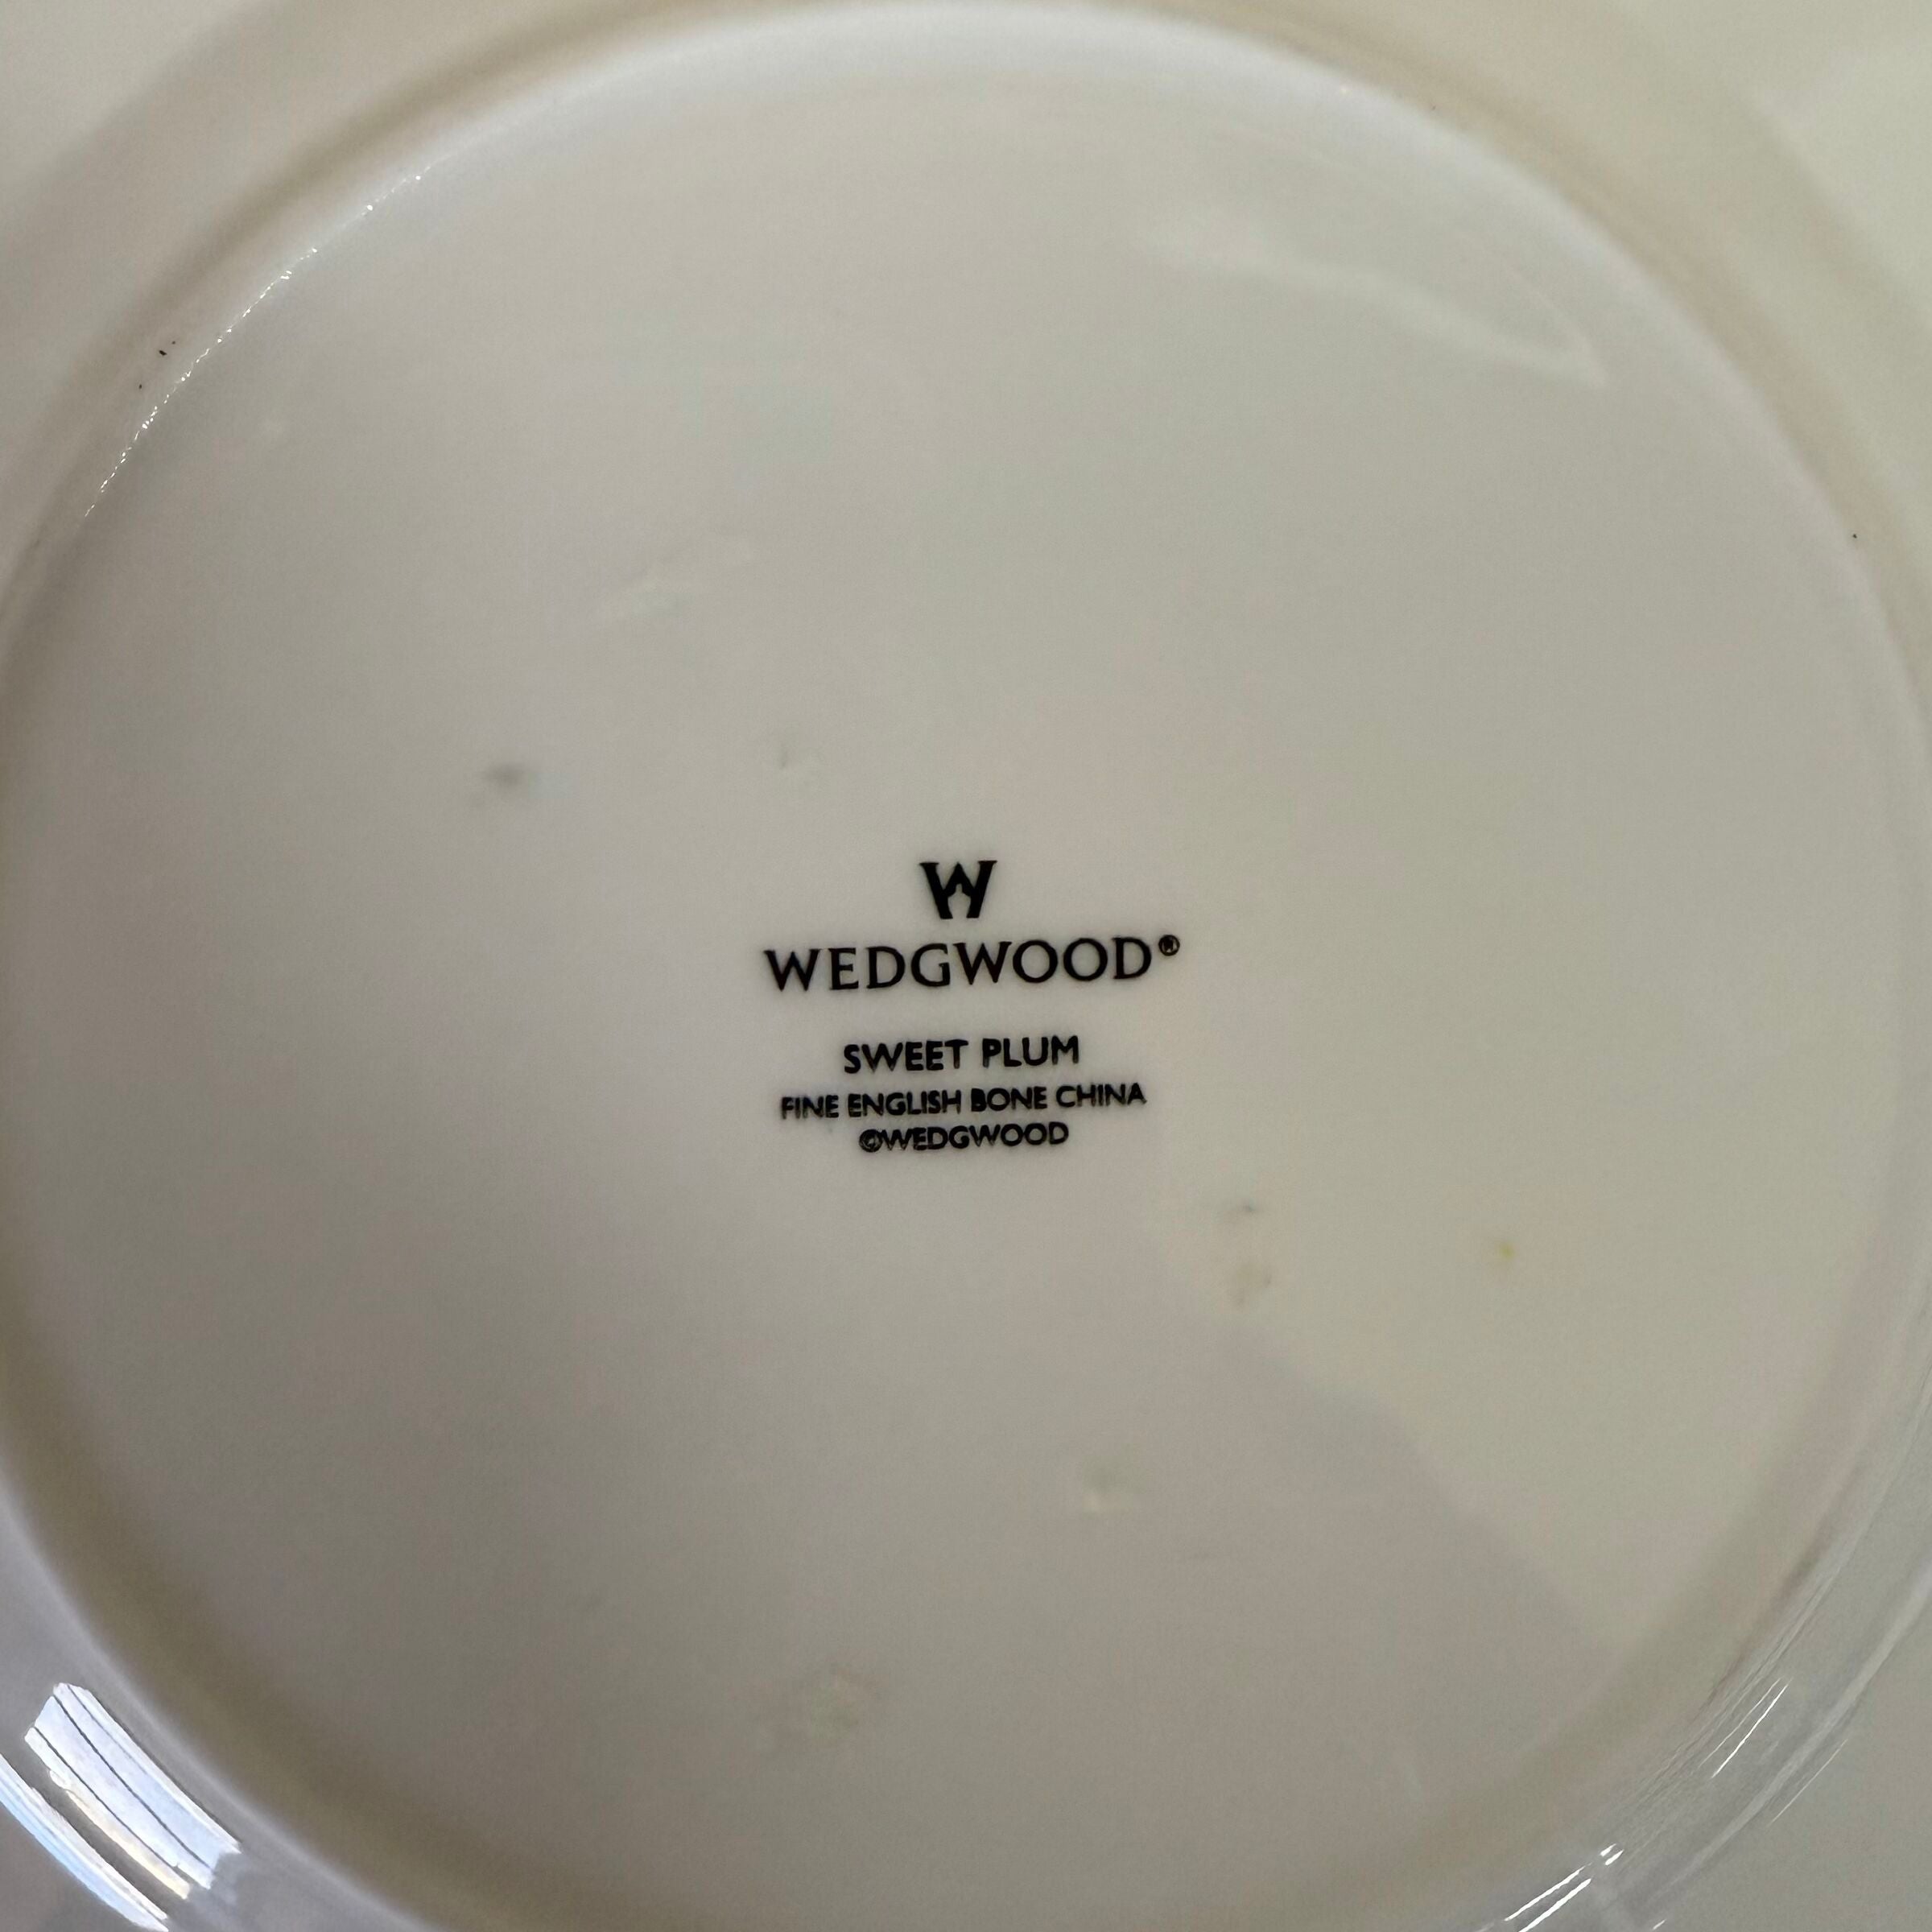 W
WEDGWOOD®
SWEET PLUM
FINE ENGLISH BONE CHINA
©WEDGWOOD